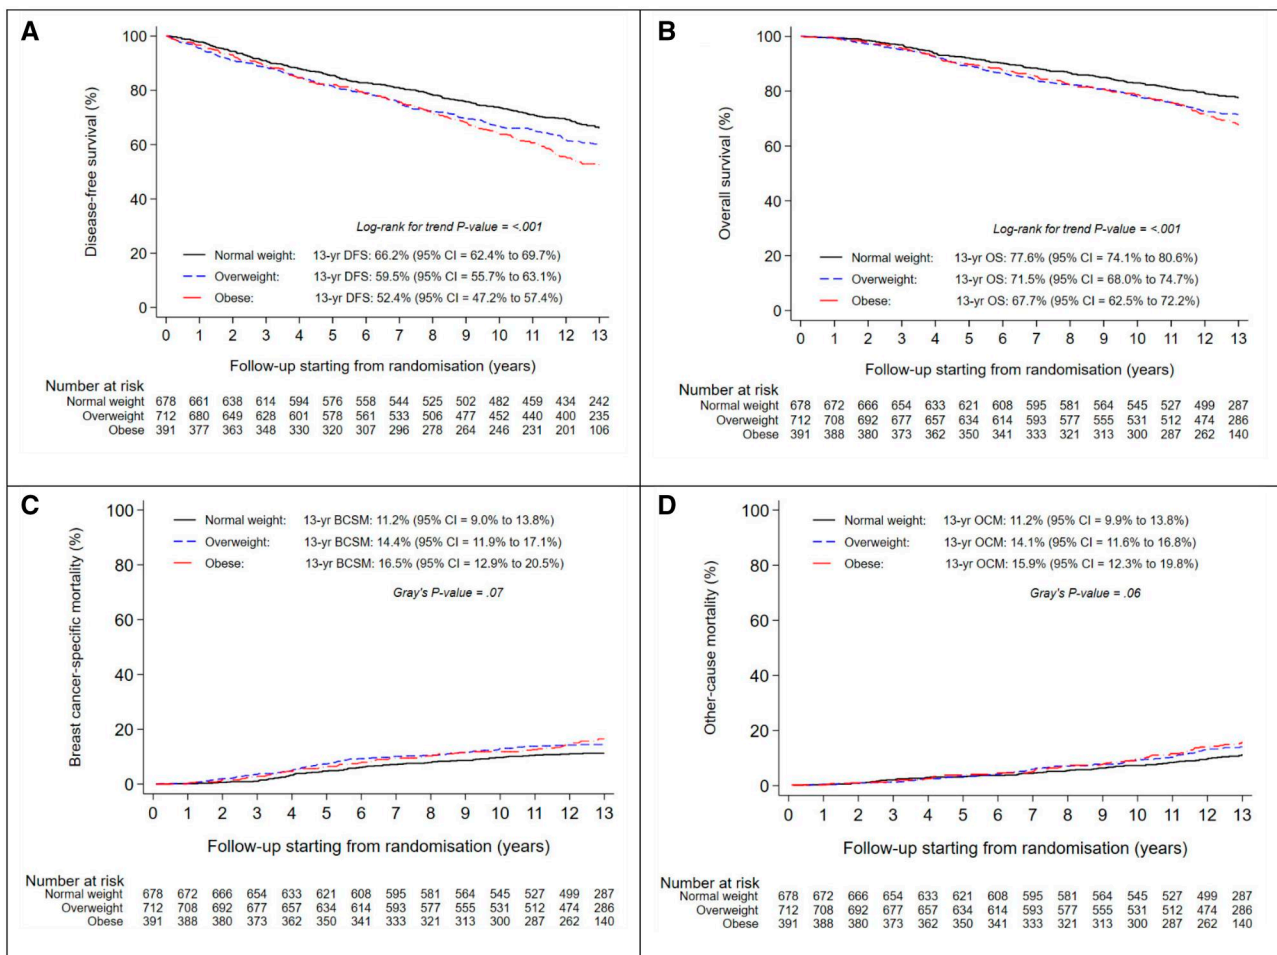 A
100
80
60
40
20
0
Disease-free survival (%)
Log-rank for trend P-value = <.001
Normal weight: 13-yr DFS: 66.2% (95% CI = 62.4% to 69.7%)
Overweight: 13-yr DFS: 59.5% (95% CI = 55.7% to 63.1%)
Obese: 13-yr DFS: 52.4% (95% CI = 47.2% to 57.4%)
0 1 2 3 4 5 6 7 8 9 10 11 12 13
Follow-up starting from randomisation (years)
Number at risk
Normal weight 678 661 638 614 594 576 558 544 525 502 482 459 434 242
Overweight 712 680 649 628 601 578 561 533 506 477 452 440 400 235
Obese 391 377 363 348 330 320 307 296 278 264 246 231 201 106
B
100
80
60
40
20
0
Overall survival (%)
Log-rank for trend P-value = <.001
Normal weight: 13-yr OS: 77.6% (95% CI = 74.1% to 80.6%)
Overweight: 13-yr OS: 71.5% (95% CI = 68.0% to 74.7%)
Obese: 13-yr OS: 67.7% (95% CI = 62.5% to 72.2%)
0 1 2 3 4 5 6 7 8 9 10 11 12 13
Follow-up starting from randomisation (years)
Number at risk
Normal weight 678 672 666 654 633 621 608 595 581 564 545 527 499 287
Overweight 712 708 692 677 657 634 614 593 577 555 531 512 474 286
Obese 391 388 380 373 362 350 341 333 321 313 300 287 262 140
C
100
80
60
40
20
0
Breast cancer-specific mortality (%)
Normal weight: 13-yr BCSM: 11.2% (95% CI = 9.0% to 13.8%)
Overweight: 13-yr BCSM: 14.4% (95% CI = 11.9% to 17.1%)
Obese: 13-yr BCSM: 16.5% (95% CI = 12.9% to 20.5%)
Gray's P-value = .07
0 1 2 3 4 5 6 7 8 9 10 11 12 13
Follow-up starting from randomisation (years)
Number at risk
Normal weight 678 672 666 654 633 621 608 595 581 564 545 527 499 287
Overweight 712 708 692 677 657 634 614 593 577 555 531 512 474 286
Obese 391 388 380 373 362 350 341 333 321 313 300 287 262 140
D
100
80
60
40
20
0
Other-cause mortality (%)
Normal weight: 13-yr OCM: 11.2% (95% CI = 9.9% to 13.8%)
Overweight: 13-yr OCM: 14.1% (95% CI = 11.6% to 16.8%)
Obese: 13-yr OCM: 15.9% (95% CI = 12.3% to 19.8%)
Gray's P-value = .06
0 1 2 3 4 5 6 7 8 9 10 11 12 13
Follow-up starting from randomisation (years)
Number at risk
Normal weight 678 672 666 654 633 621 608 595 581 564 545 527 499 287
Overweight 712 708 692 677 657 634 614 593 577 555 531 512 474 286
Obese 391 388 380 373 362 350 341 333 321 313 300 287 262 140